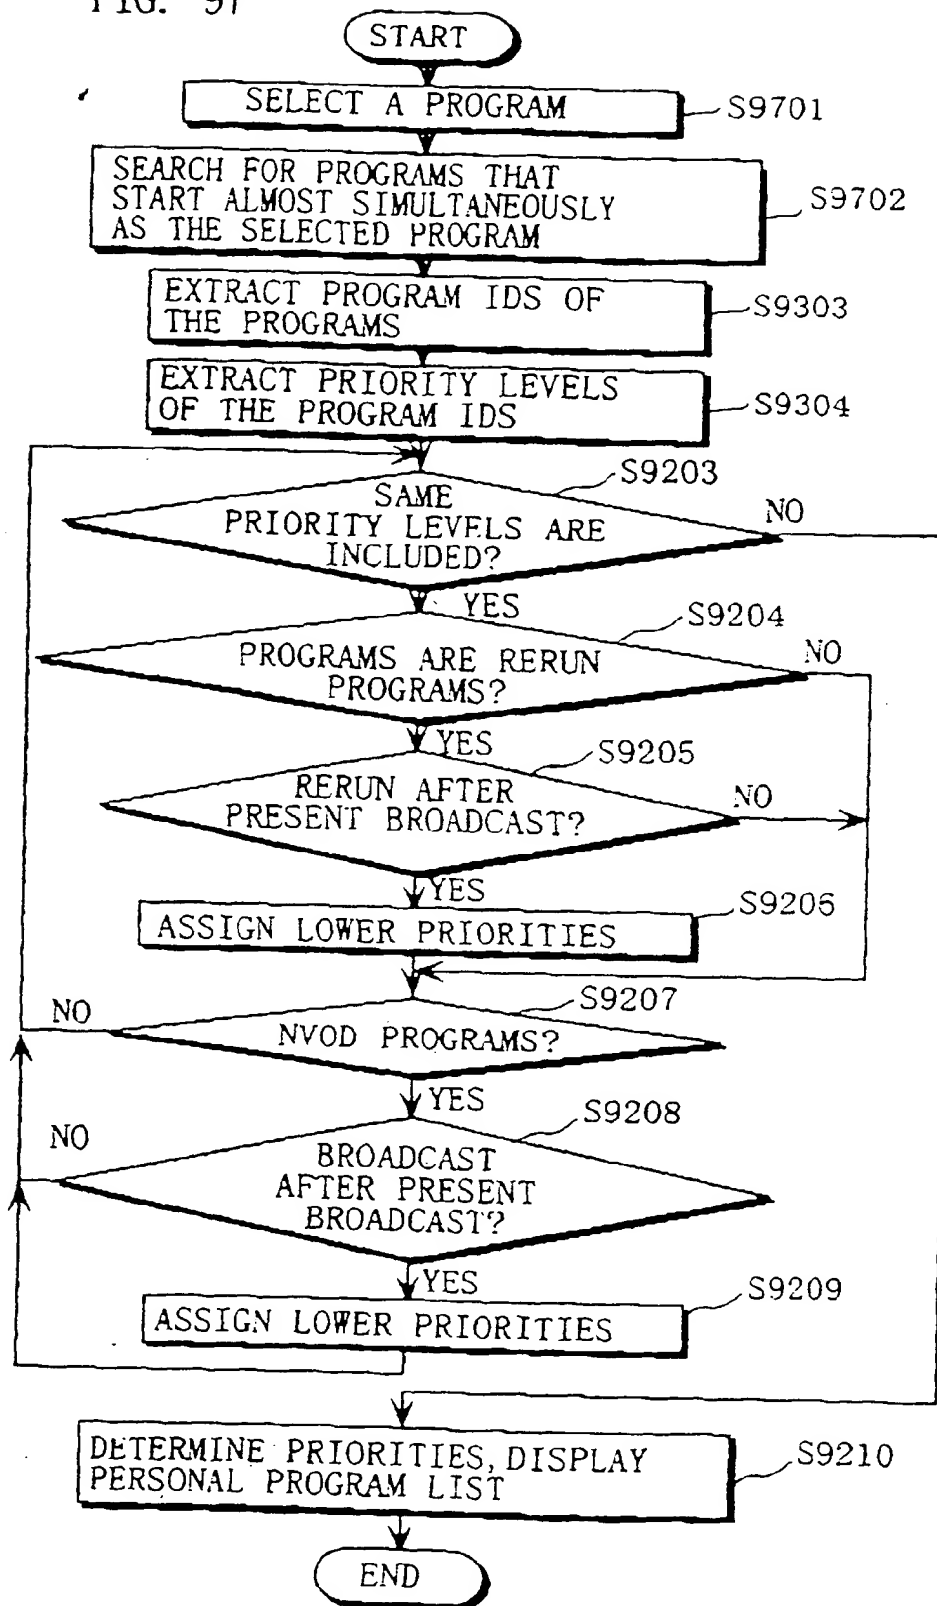 FIG. 97
START
SELECT A PROGRAM
S9701
SEARCH FOR PROGRAMS THAT
START ALMOST SIMULTANEOUSLY
AS THE SELECTED PROGRAM
S9702
EXTRACT PROGRAM IDS OF
THE PROGRAMS
S9303
EXTRACT PRIORITY LEVELS
OF THE PROGRAM IDS
S9304
S9203
SAME
PRIORITY LEVELS ARE
INCLUDED?
NO
YES
S9204
PROGRAMS ARE RERUN
PROGRAMS?
NO
YES
S9205
RERUN AFTER
PRESENT BROADCAST?
NO
YES
S9206
ASSIGN LOWER PRIORITIES
S9207
NO
NVOD PROGRAMS?
YES
S9208
NO
BROADCAST
AFTER PRESENT
BROADCAST?
YES
S9209
ASSIGN LOWER PRIORITIES
DETERMINE PRIORITIES, DISPLAY
PERSONAL PROGRAM LIST
S9210
END